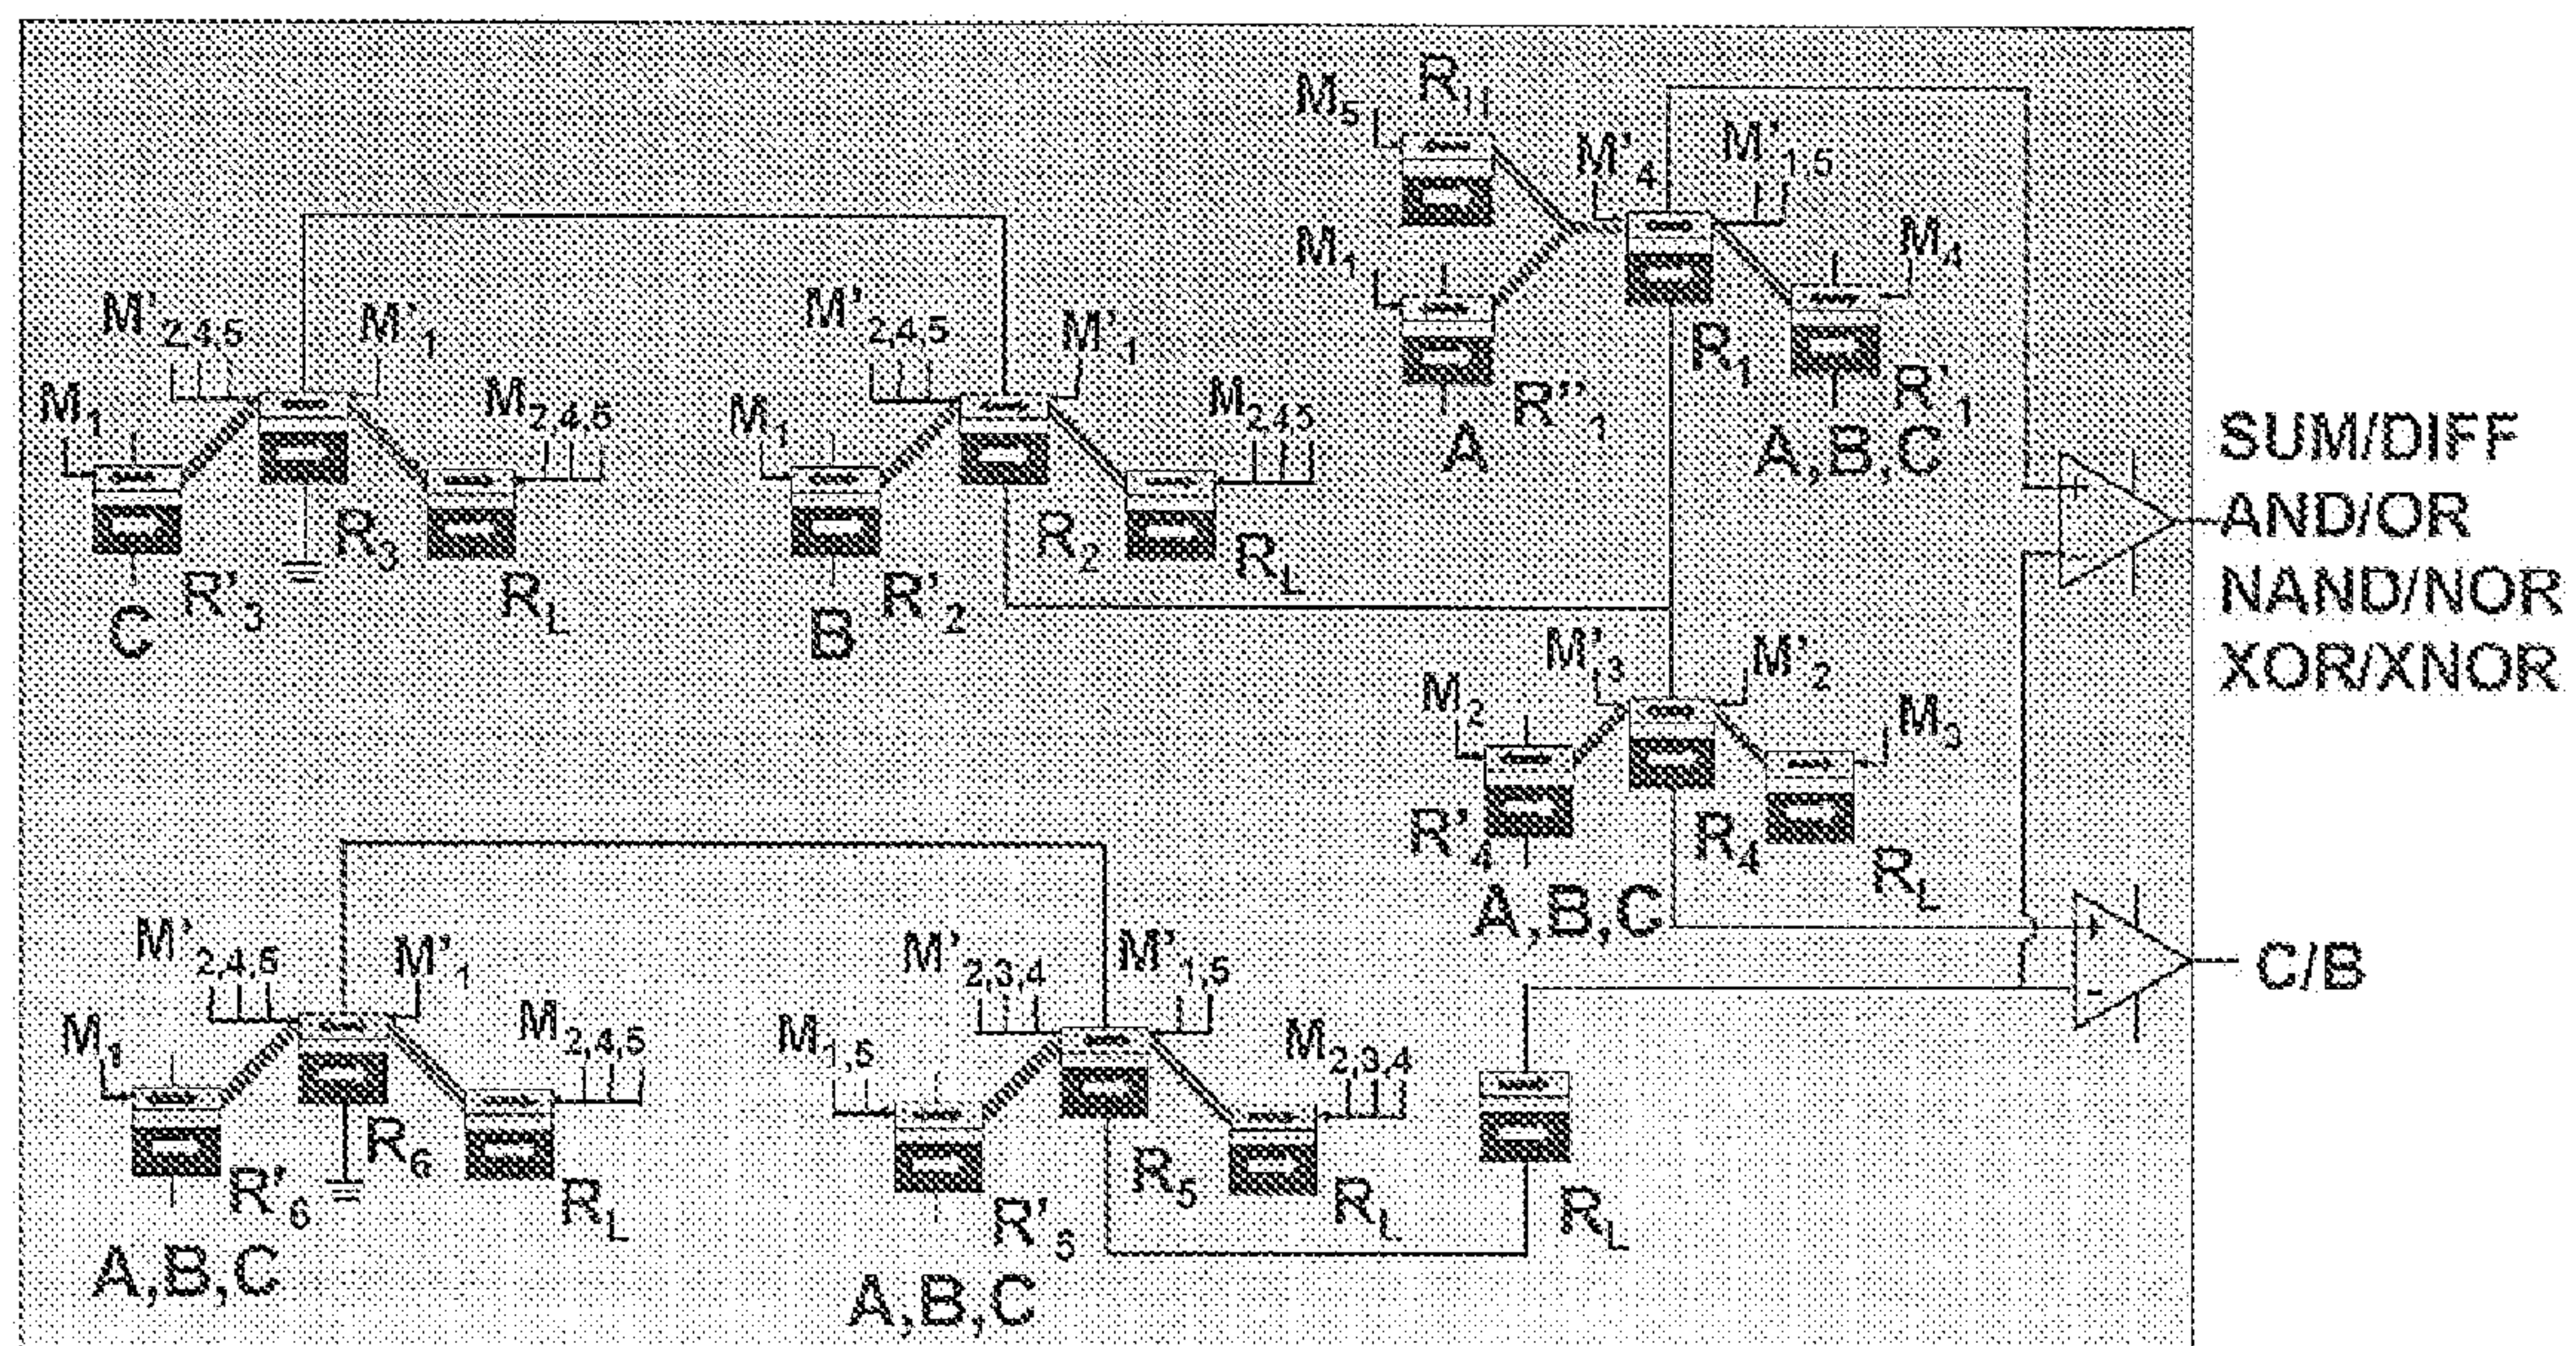 M5 RH
M'4 M'1,5
M1 M4
M'2,4,5 M'1 M'2,4,5 M'1
R1
M1 M2,4,5 M1 M2,4,5
R''1 R'1
A A,B,C
SUM/DIFF
AND/OR
NAND/NOR
XOR/XNOR
R3 R2
R'3 RL R'2 RL
C B
M'3 M'2
M2 M3
+
-
R'4 R4 RL
A,B,C
+
-
C/B
M'2,4,5 M'1 M'2,3,4 M'1,5
M1 M2,4,5 M1,5 M2,3,4
R6 R5
R'6 RL RL RL
A,B,C A,B,C